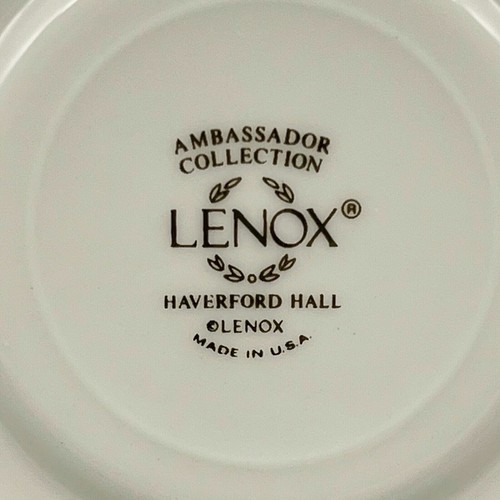 AMBASSADOR
COLLECTION
LENOX®
HAVERFORD HALL
©LENOX
MADE IN U.S.A.